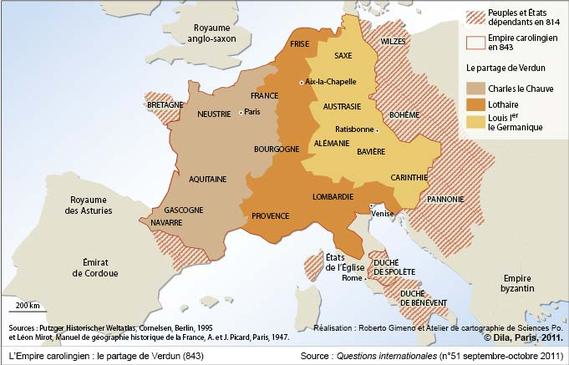 Royaume
anglo-saxon
FRISE
SAXE
WILZES
Aix-la-Chapelle
BRETAGNE
FRANCE
NEUSTRIE
Paris
AUSTRASIE
BOHÊME
Ratisbonne
ALÉMANIE
BOURGOGNE
BAVIÈRE
AQUITAINE
CARINTHIE
LOMBARDIE
PANNONIE
Royaume
des Asturies
GASCOGNE
NAVARRE
PROVENCE
Venise
Émirat
de Cordoue
États
de l'Église
Rome
DUCHÉ
DE SPOLÈTE
DUCHÉ
DE BÉNÉVENT
Empire
byzantin
200 km
Peuples et États
dépendants en 814
Empire carolingien
en 843
Le partage de Verdun
Charles le Chauve
Lothaire
Louis Ier
le Germanique
Sources : Putzger Historischer Weltatlas, Cornelsen, Berlin, 1995
et Léon Mirot, Manuel de géographie historique de la France, A. et J. Picard, Paris, 1947.
Réalisation : Roberto Gimeno et Atelier de cartographie de Sciences Po.
© Dila, Paris, 2011.
L'Empire carolingien : le partage de Verdun (843)
Source : Questions internationales (n°51 septembre-octobre 2011)